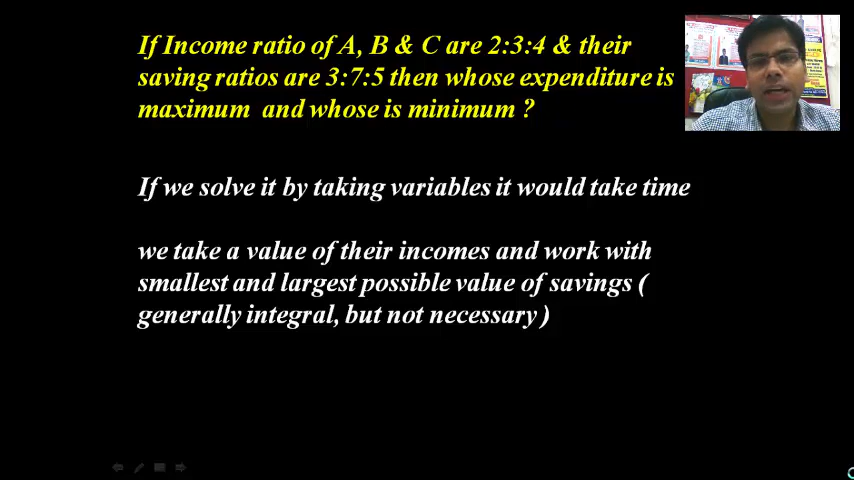 If Income ratio of A, B & C are 2:3:4 & their
saving ratios are 3:7:5 then whose expenditure is
maximum and whose is minimum ?
If we solve it by taking variables it would take time
we take a value of their incomes and work with
smallest and largest possible value of savings (
generally integral, but not necessary )